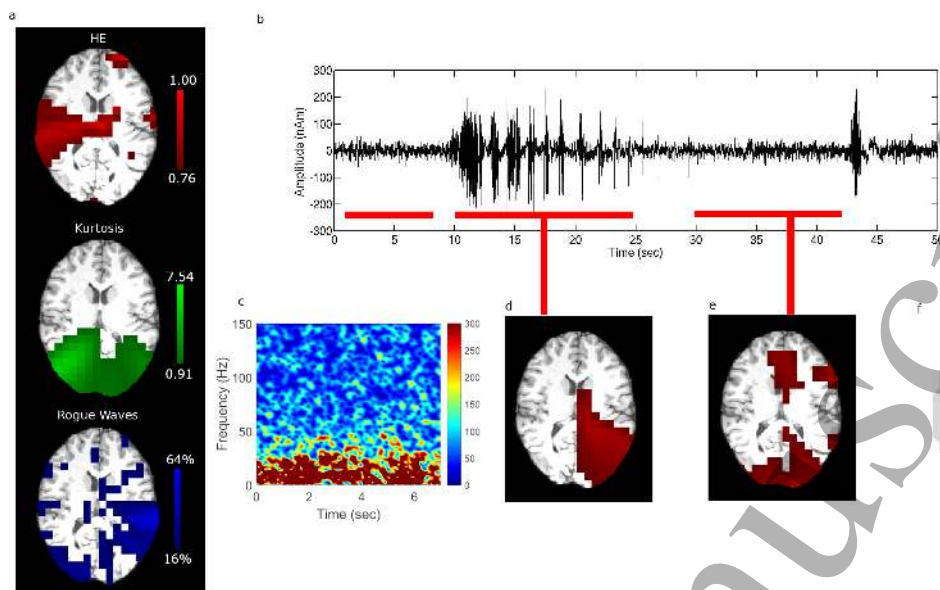 a
HE
1.00
0.76
Kurtosis
7.54
0.91
Rogue Waves
64%
16%
b
300
200
100
0
-100
-200
-300
Amplitude (nAm)
0 5 10 15 20 25 30 35 40 45 50
Time (sec)
c
150
100
50
0
Frequency (Hz)
0 2 4 6
Time (sec)
300
250
200
150
100
50
0
d
e
f